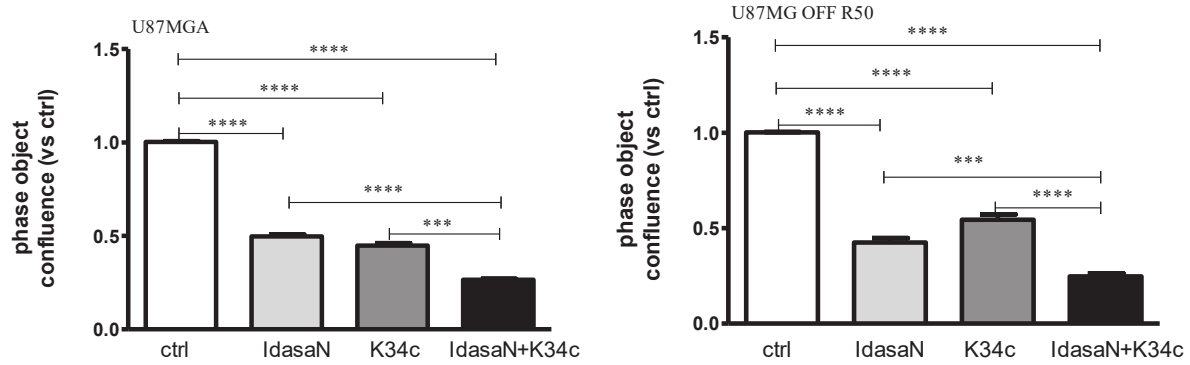 U87MGA
phase object
confluence (vs ctrl)
1.5
1.0
0.5
0.0
****
****
****
****
***
ctrl
IdasaN
K34c
IdasaN+K34c
U87MG OFF R50
phase object
confluence (vs ctrl)
1.5
1.0
0.5
0.0
****
****
****
***
****
ctrl
IdasaN
K34c
IdasaN+K34c